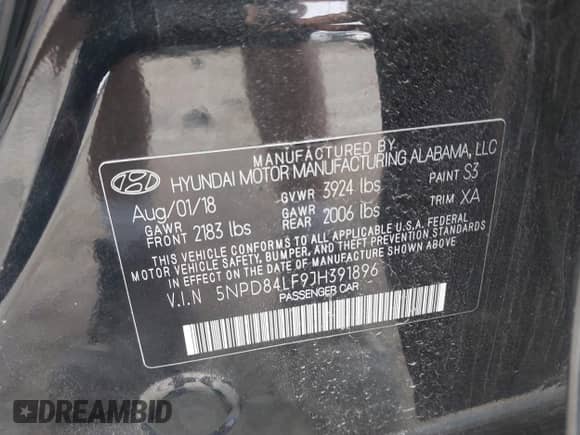 MANUFACTURED BY
HYUNDAI MOTOR MANUFACTURING ALABAMA, LLC
Aug/01/18 GVWR 3924 lbs PAINT S3
GAWR FRONT 2183 lbs GAWR REAR 2006 lbs TRIM XA
THIS VEHICLE CONFORMS TO ALL APPLICABLE U.S.A. FEDERAL
MOTOR VEHICLE SAFETY, BUMPER, AND THEFT PREVENTION STANDARDS
IN EFFECT ON THE DATE OF MANUFACTURE SHOWN ABOVE.
V.I.N 5NPD84LF9JH391896
PASSENGER CAR
DREAMBID